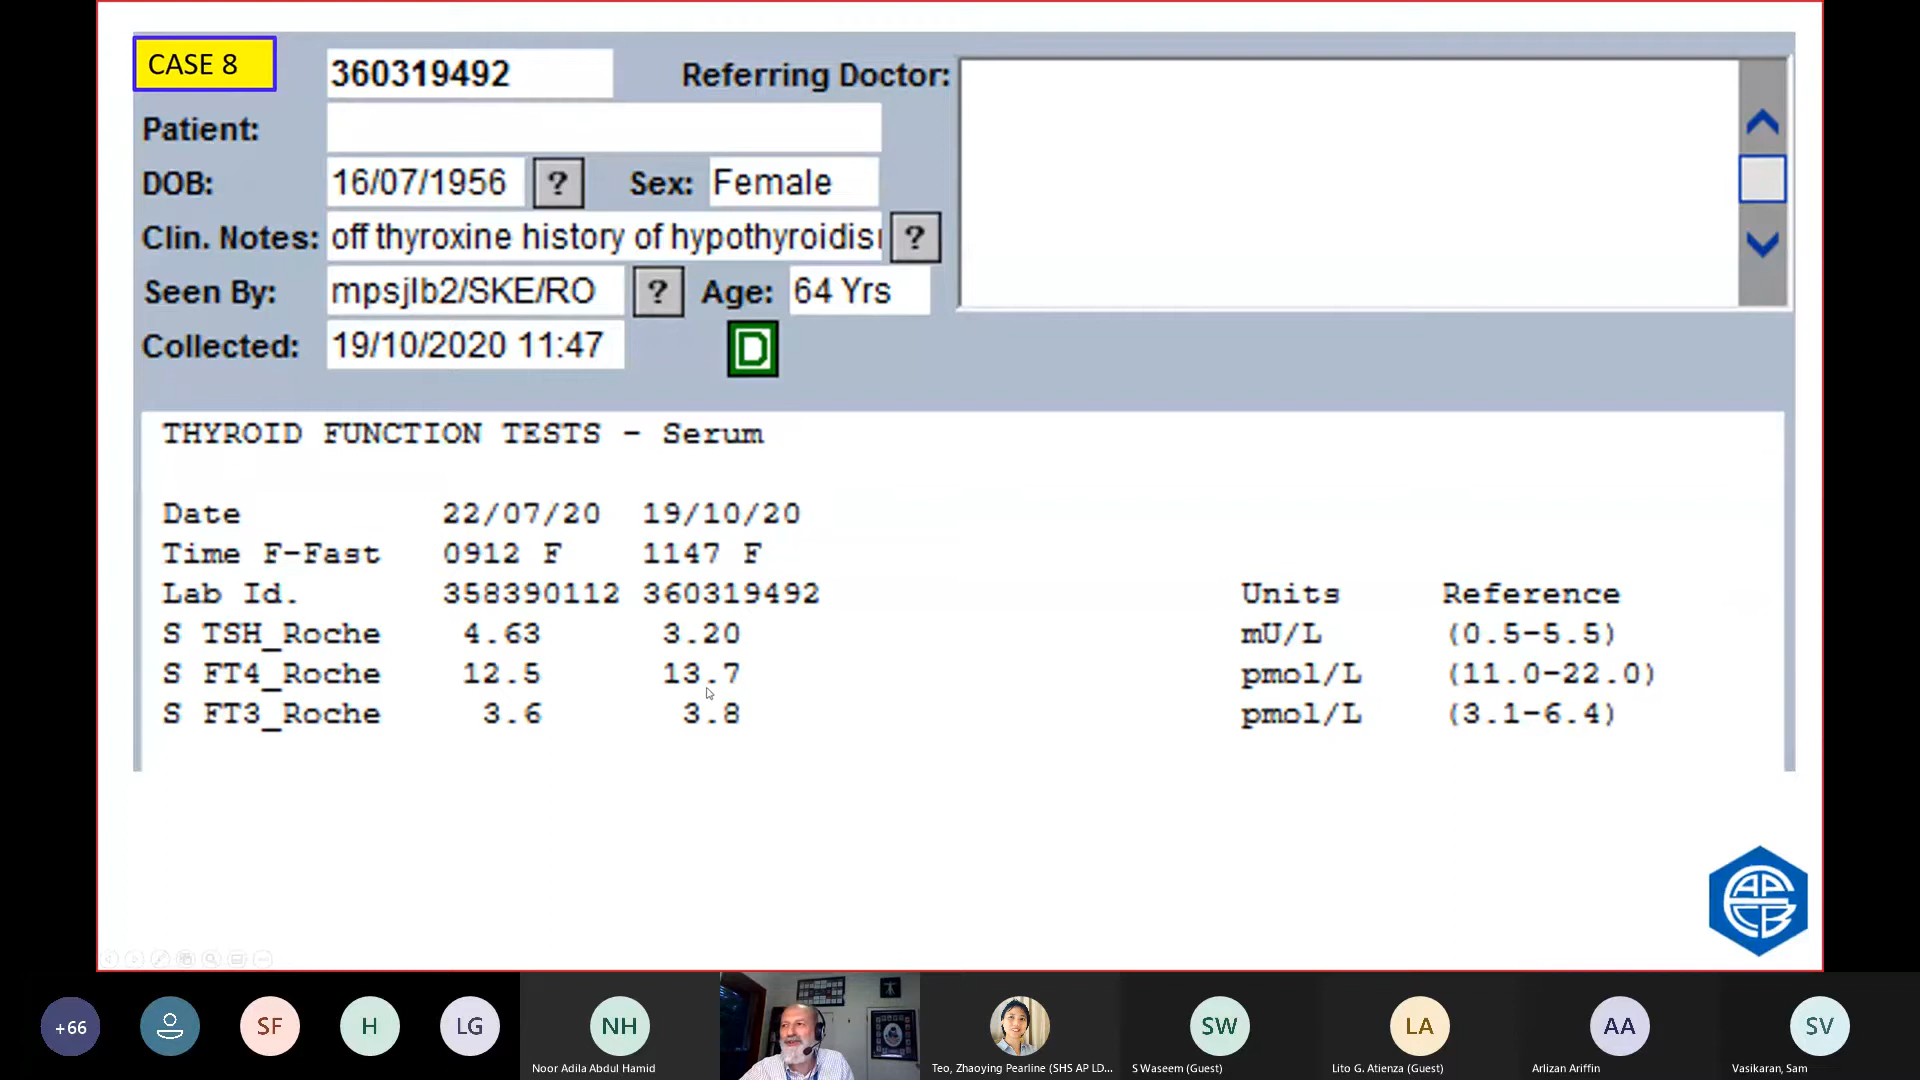 CASE 8
360319492
Referring Doctor:
Patient:
DOB: 16/07/1956 ? Sex: Female
Clin. Notes: off thyroxine history of hypothyroidis ?
Seen By: mpsjlb2/SKE/RO ? Age: 64 Yrs
Collected: 19/10/2020 11:47
D
THYROID FUNCTION TESTS - Serum
Date 22/07/20 19/10/20
Time F-Fast 0912 F 1147 F
Lab Id. 358390112 360319492 Units Reference
S TSH_Roche 4.63 3.20 mU/L (0.5-5.5)
S FT4_Roche 12.5 13.7 pmol/L (11.0-22.0)
S FT3_Roche 3.6 3.8 pmol/L (3.1-6.4)
APFCB
+66 SF H LG NH SW LA AA SV
Noor Adila Abdul Hamid Teo, Zhaoying Pearline (SHS AP LD... S Waseem (Guest) Lito G. Atienza (Guest) Arlizan Ariffin Vasikaran, Sam